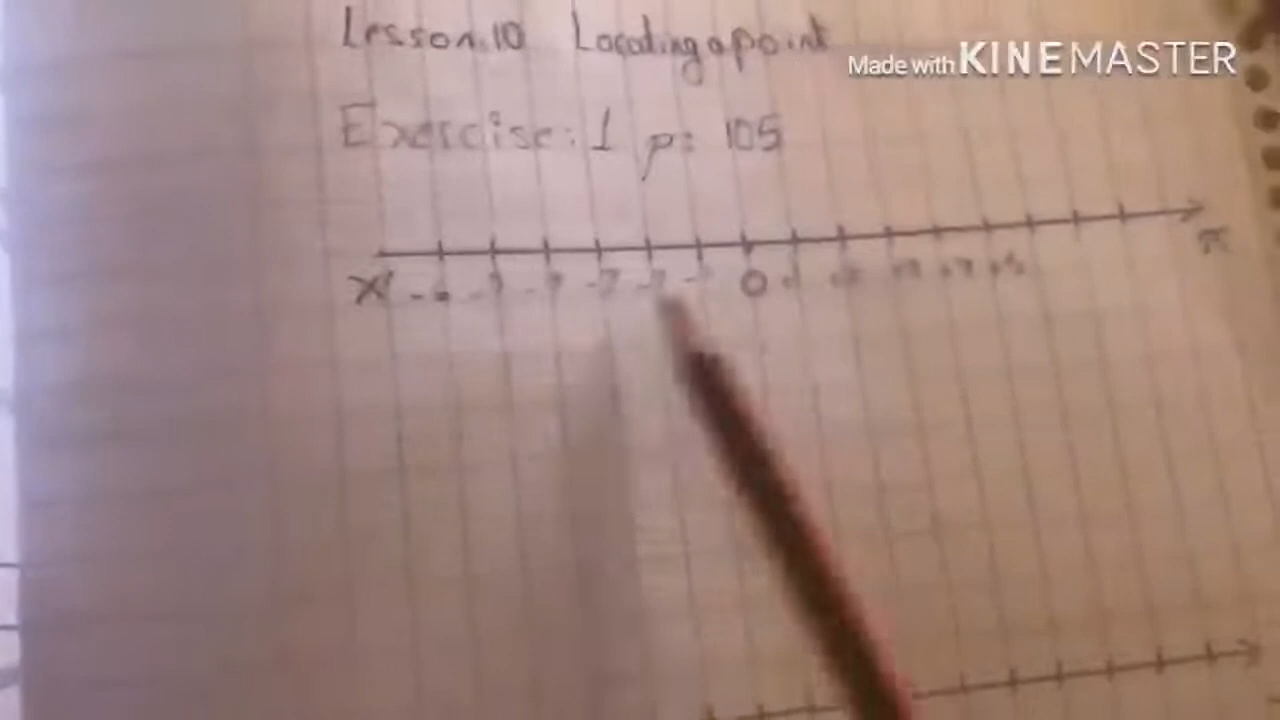 Lesson.10 Locating a point
Made with KINEMASTER
Exercise: 1 p: 105
x' 0 x